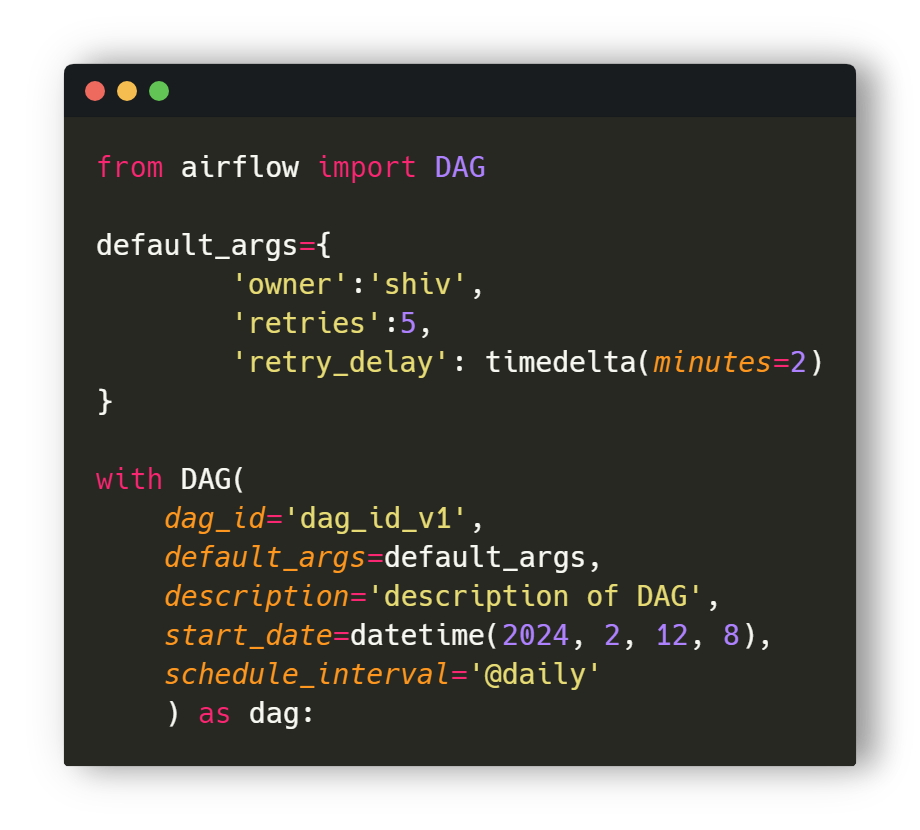 from airflow import DAG

default_args={
        'owner':'shiv',
        'retries':5,
        'retry_delay': timedelta(minutes=2)
}

with DAG(
    dag_id='dag_id_v1',
    default_args=default_args,
    description='description of DAG',
    start_date=datetime(2024, 2, 12, 8),
    schedule_interval='@daily'
    ) as dag: